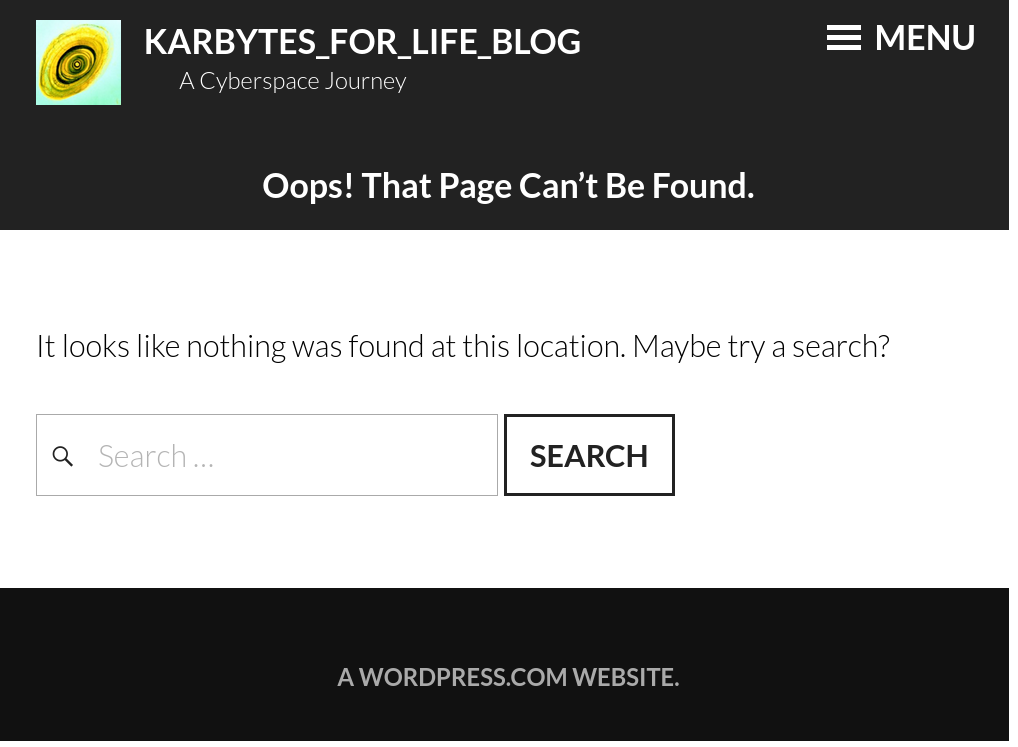 KARBYTES_FOR_LIFE_BLOG
MENU
A Cyberspace Journey
Oops! That Page Can’t Be Found.
It looks like nothing was found at this location. Maybe try a search?
Search …
SEARCH
A WORDPRESS.COM WEBSITE.